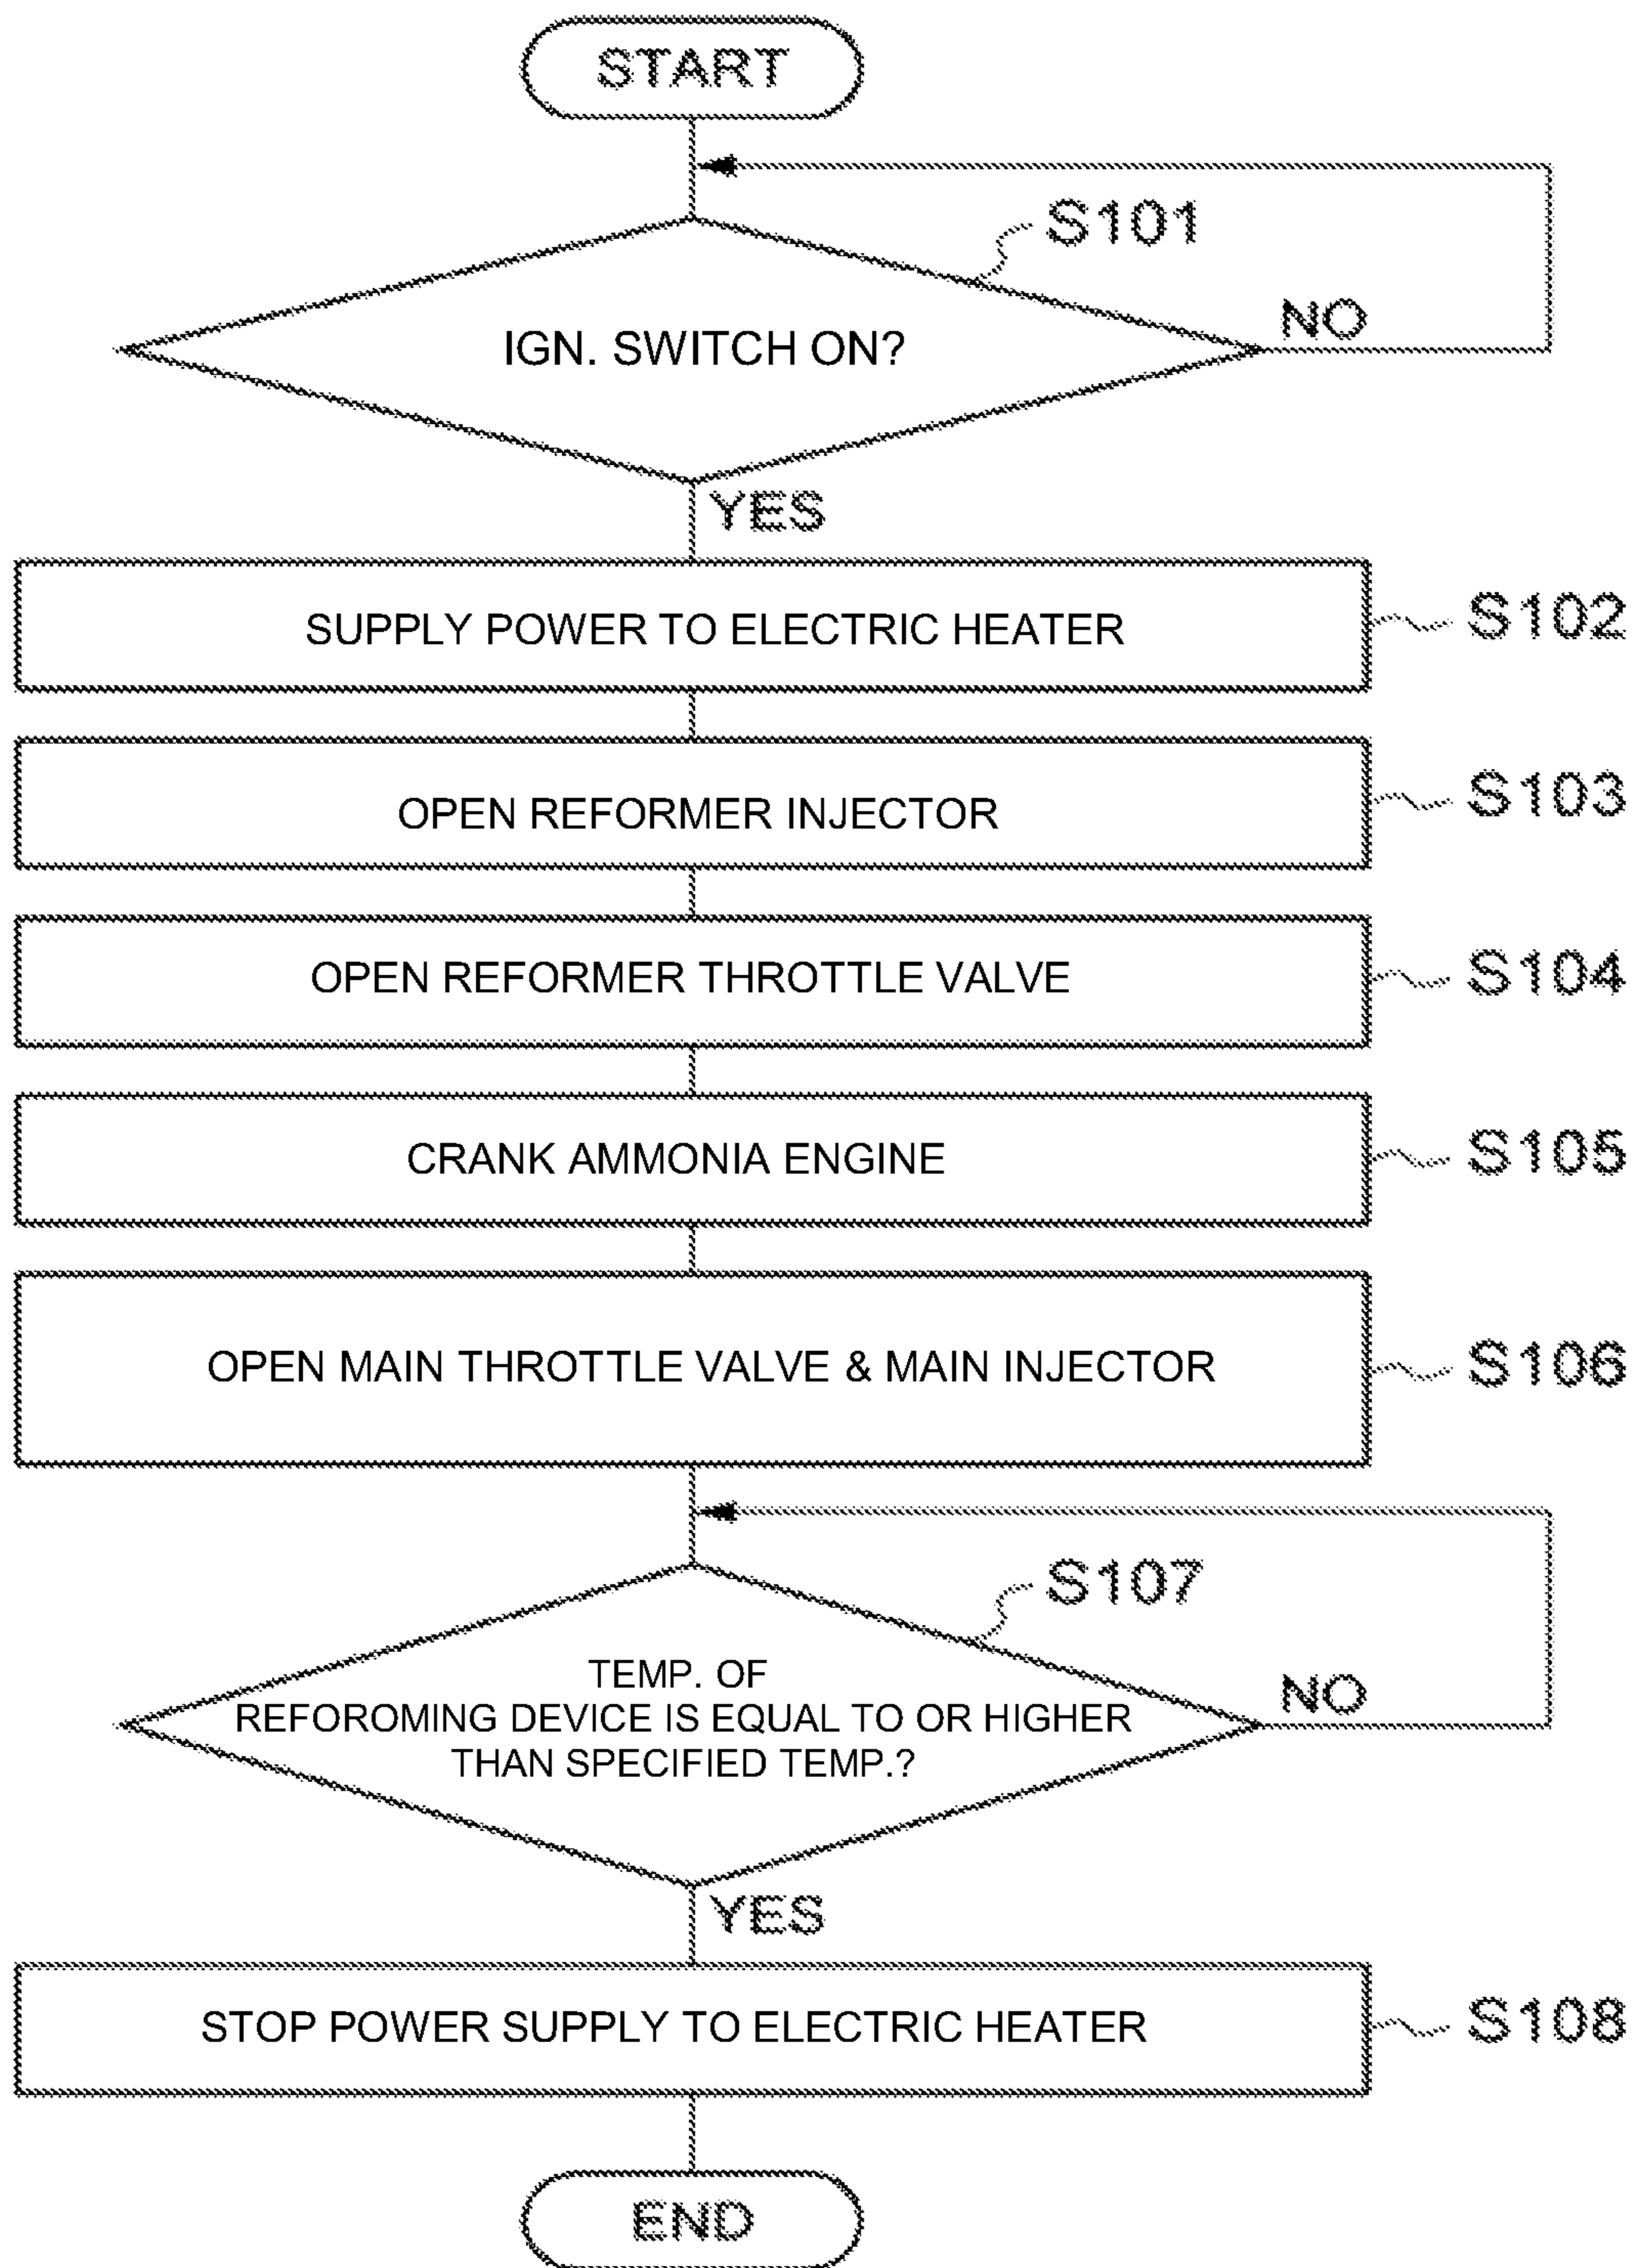 START
S101
IGN. SWITCH ON?
NO
YES
SUPPLY POWER TO ELECTRIC HEATER
S102
OPEN REFORMER INJECTOR
S103
OPEN REFORMER THROTTLE VALVE
S104
CRANK AMMONIA ENGINE
S105
OPEN MAIN THROTTLE VALVE & MAIN INJECTOR
S106
S107
TEMP. OF
REFOROMING DEVICE IS EQUAL TO OR HIGHER
THAN SPECIFIED TEMP.?
NO
YES
STOP POWER SUPPLY TO ELECTRIC HEATER
S108
END